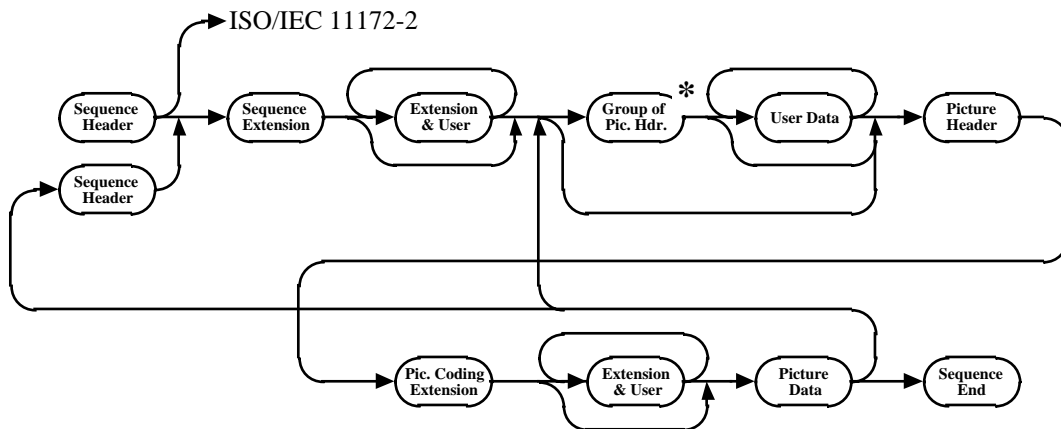 ISO/IEC 11172-2
Sequence
Header
Sequence
Extension
Extension
& User
Group of
Pic. Hdr.
*
User Data
Picture
Header
Sequence
Header
Pic. Coding
Extension
Extension
& User
Picture
Data
Sequence
End